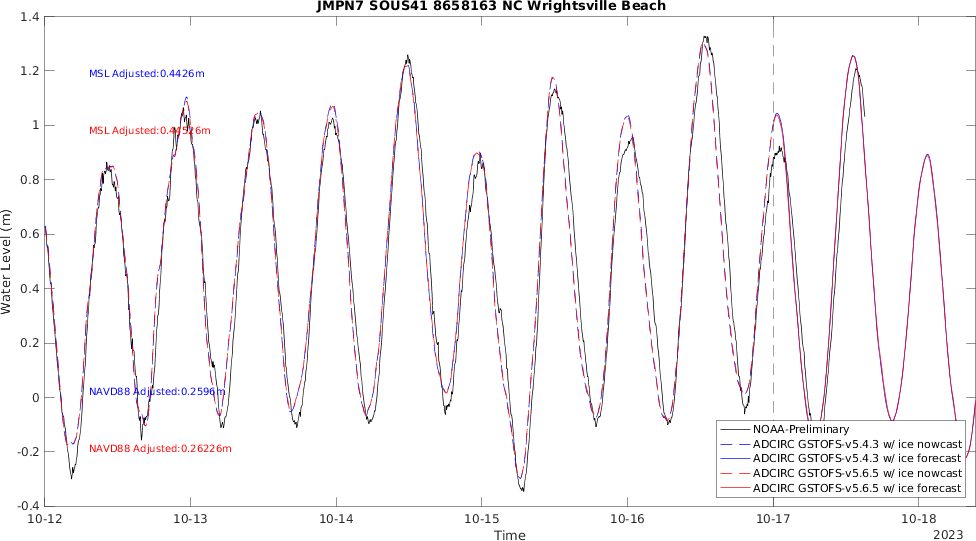 JMPN7 SOUS41 8658163 NC Wrightsville Beach
1.4
1.2
1
0.8
0.6
0.4
0.2
0
-0.2
-0.4
Water Level (m)
MSL Adjusted:0.4426m
MSL Adjusted:0.44526m
NAVD88 Adjusted:0.2596m
NAVD88 Adjusted:0.26226m
NOAA-Preliminary
ADCIRC GSTOFS-v5.4.3 w/ ice nowcast
ADCIRC GSTOFS-v5.4.3 w/ ice forecast
ADCIRC GSTOFS-v5.6.5 w/ ice nowcast
ADCIRC GSTOFS-v5.6.5 w/ ice forecast
10-12 10-13 10-14 10-15 10-16 10-17 10-18
Time
2023